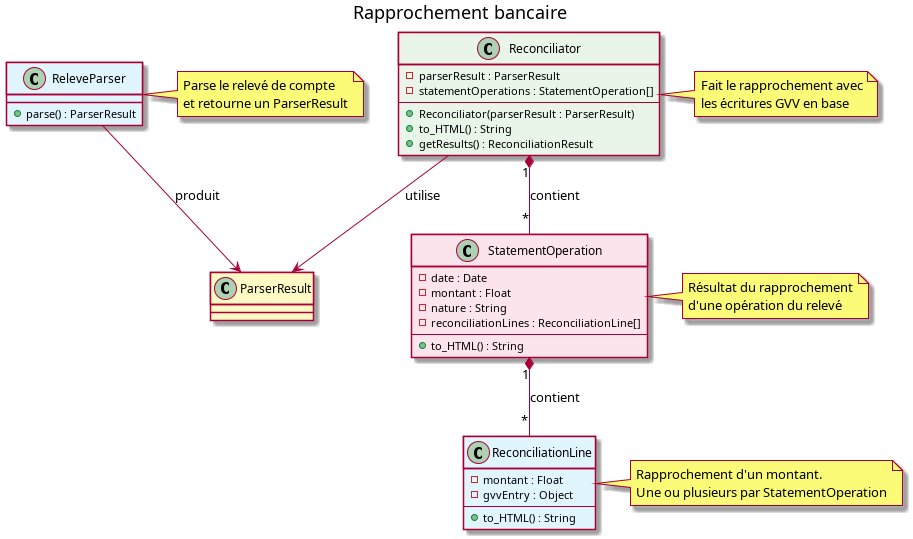 Rapprochement bancaire
C ReleveParser
parse() : ParserResult
Parse le relevé de compte
et retourne un ParserResult
C Reconciliator
parserResult : ParserResult
statementOperations : StatementOperation[]
Reconciliator(parserResult : ParserResult)
to_HTML() : String
getResults() : ReconciliationResult
Fait le rapprochement avec
les écritures GVV en base
produit
utilise
1
contient
*
C ParserResult
C StatementOperation
date : Date
montant : Float
nature : String
reconciliationLines : ReconciliationLine[]
to_HTML() : String
Résultat du rapprochement
d'une opération du relevé
1
contient
*
C ReconciliationLine
montant : Float
gvvEntry : Object
to_HTML() : String
Rapprochement d'un montant.
Une ou plusieurs par StatementOperation